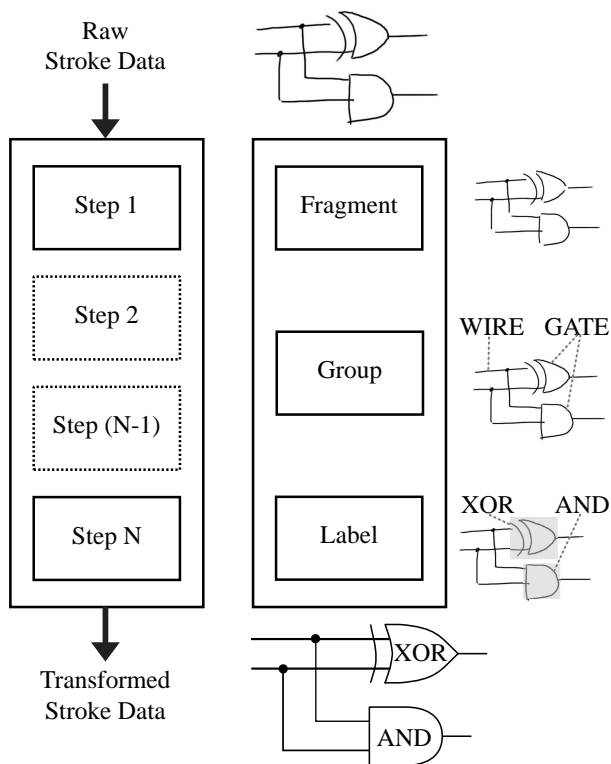 Raw
Stroke Data
Step 1
Step 2
Step (N-1)
Step N
Transformed
Stroke Data
Fragment
Group
Label
WIRE GATE
XOR AND
XOR
AND